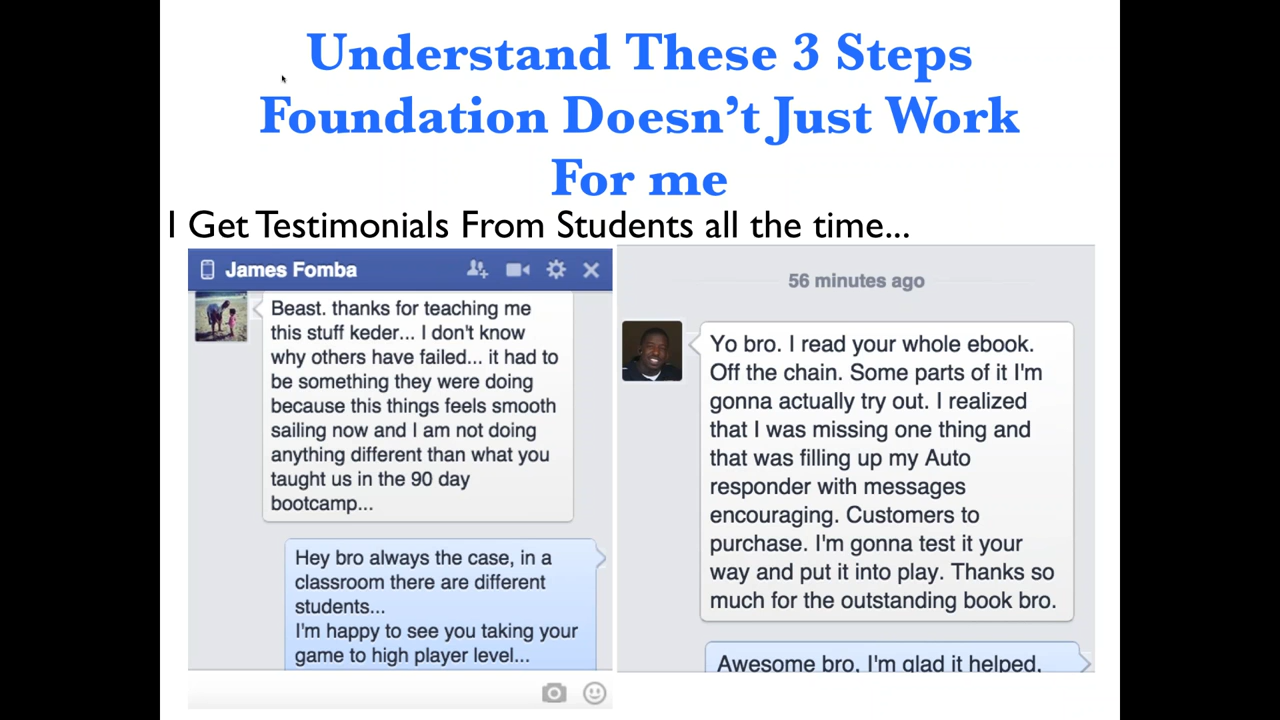 Understand These 3 Steps
Foundation Doesn’t Just Work
For me
I Get Testimonials From Students all the time...
James Fomba
Beast. thanks for teaching me
this stuff keder... I don't know
why others have failed... it had to
be something they were doing
because this things feels smooth
sailing now and I am not doing
anything different than what you
taught us in the 90 day
bootcamp...
Hey bro always the case, in a
classroom there are different
students...
I'm happy to see you taking your
game to high player level...
56 minutes ago
Yo bro. I read your whole ebook.
Off the chain. Some parts of it I'm
gonna actually try out. I realized
that I was missing one thing and
that was filling up my Auto
responder with messages
encouraging. Customers to
purchase. I'm gonna test it your
way and put it into play. Thanks so
much for the outstanding book bro.
Awesome bro, I'm glad it helped,